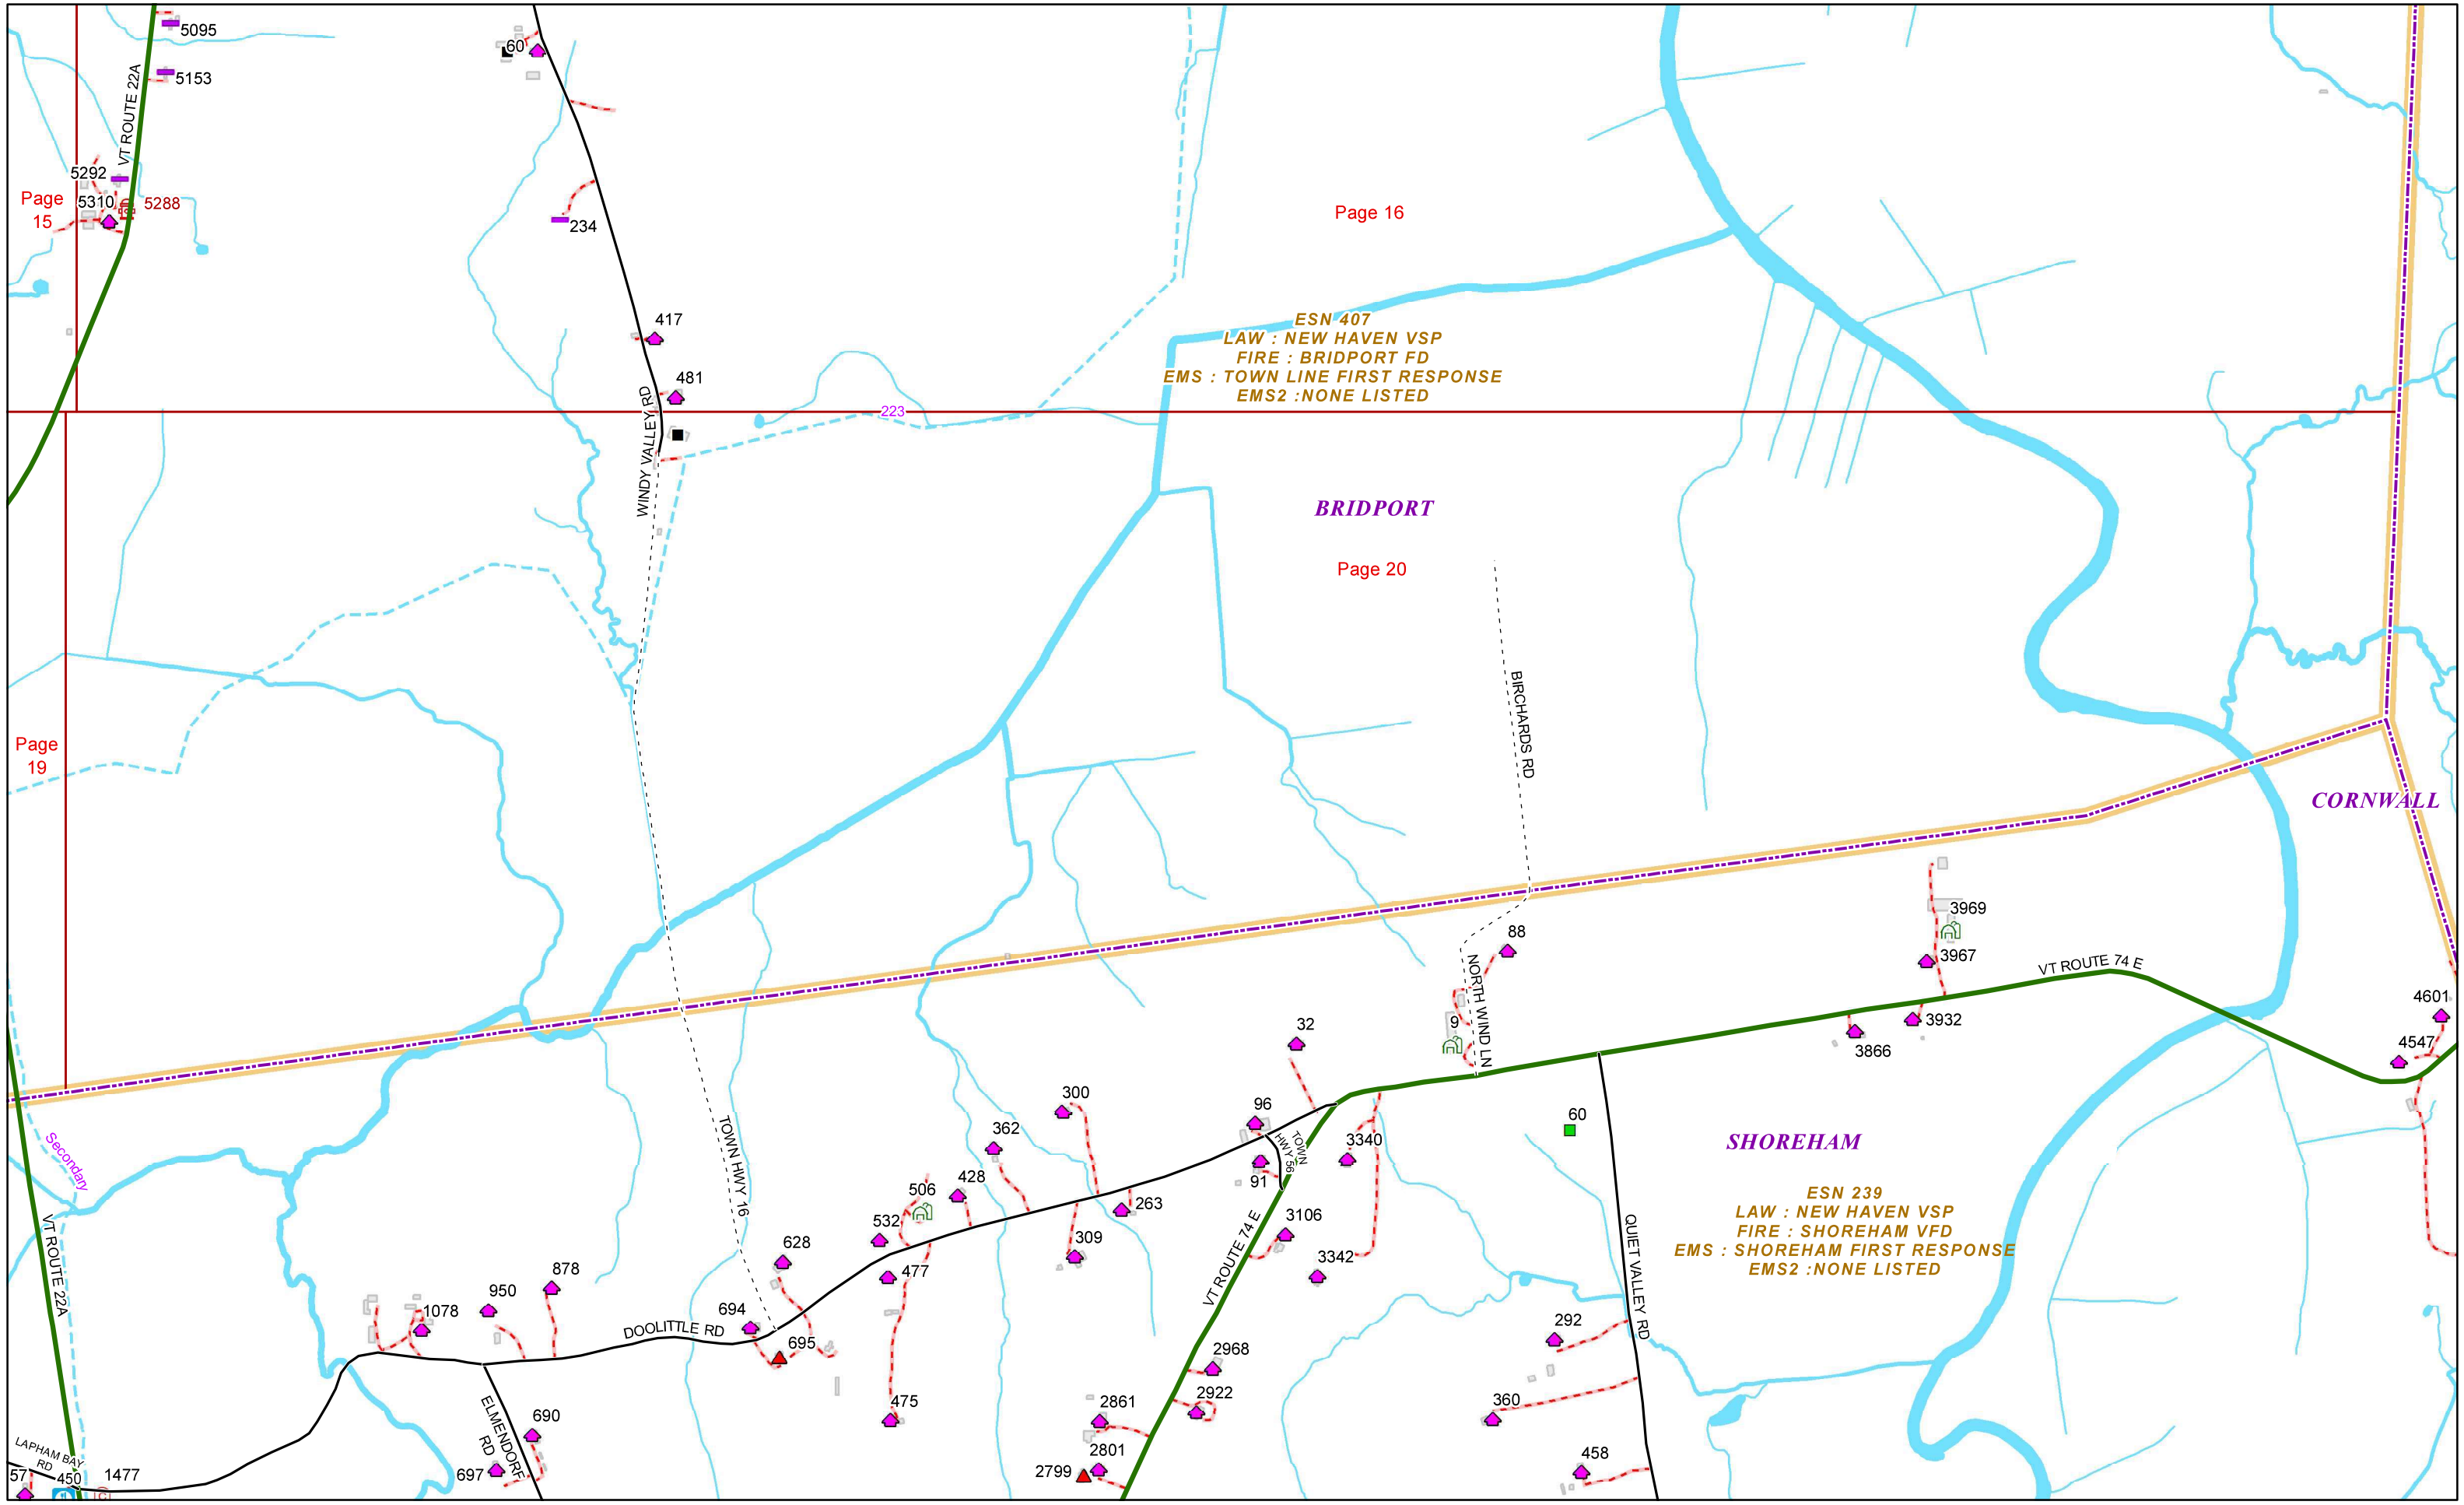 5095
60
VT ROUTE 22A
5153
5292
Page
15
5310
5288
234
Page 16
417
ESN 407
LAW : NEW HAVEN VSP
FIRE : BRIDPORT FD
EMS : TOWN LINE FIRST RESPONSE
EMS2 :NONE LISTED
481
WINDY VALLEY RD
223
BRIDPORT
Page 20
BIRCHARDS RD
Page
19
CORNWALL
3969
88
3967
NORTH WIND LN
VT ROUTE 74 E
4601
9
32
3932
3866
4547
300
96
60
Secondary
TOWN HWY 16
362
TOWN
HWY 56
3340
SHOREHAM
428
91
506
263
ESN 239
LAW : NEW HAVEN VSP
FIRE : SHOREHAM VFD
EMS : SHOREHAM FIRST RESPONSE
EMS2 :NONE LISTED
532
3106
628
309
3342
VT ROUTE 22A
878
477
VT ROUTE 74 E
QUIET VALLEY RD
950
1078
694
DOOLITTLE RD
695
292
2968
2922
475
2861
360
690
ELMENDORF
RD
LAPHAM BAY
RD
57
450
1477
697
2801
2799
458